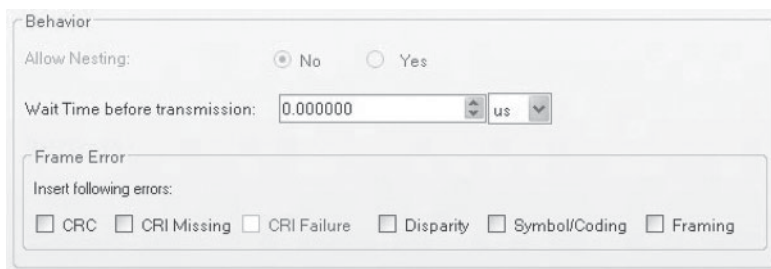 Behavior
Allow Nesting: No Yes
Wait Time before transmission: 0.000000 us
Frame Error
Insert following errors:
CRC CRI Missing CRI Failure Disparity Symbol/Coding Framing